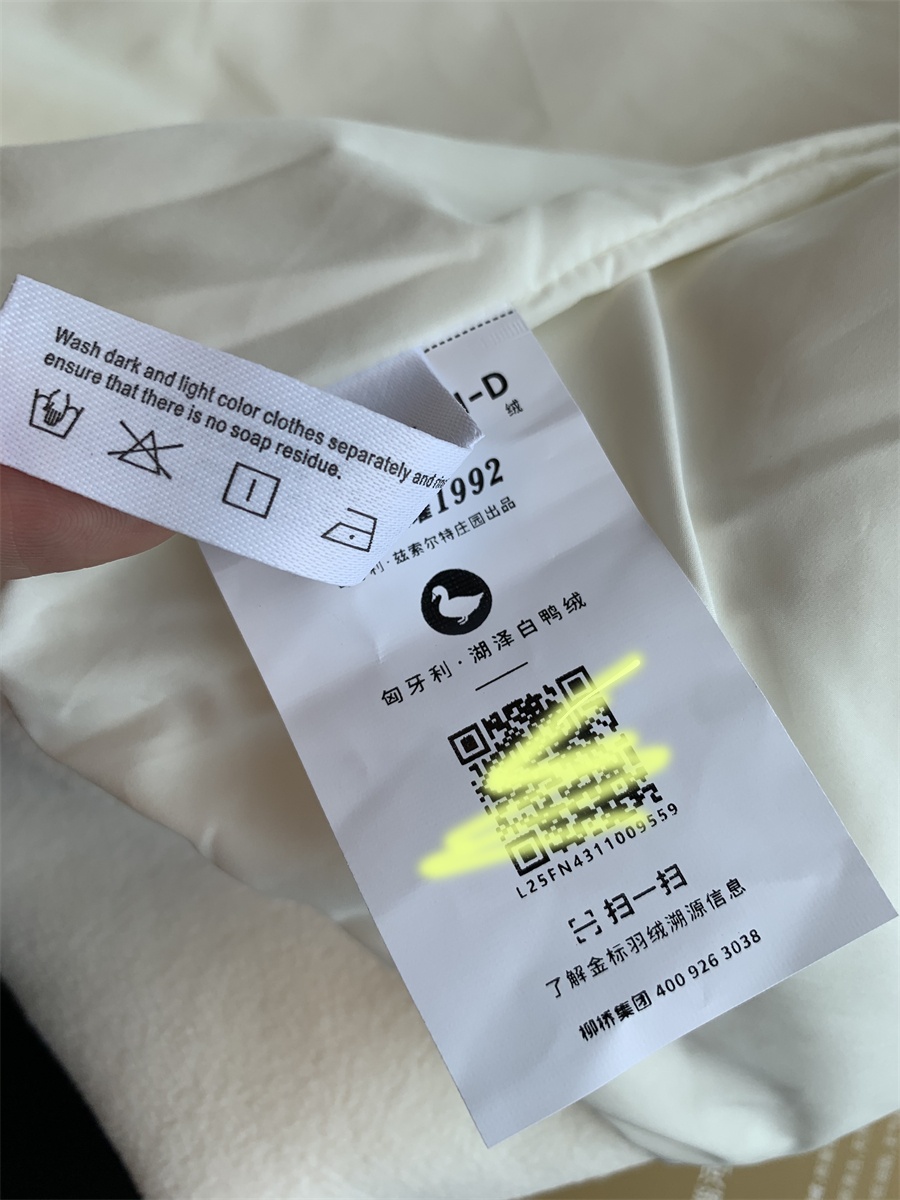 Wash dark and light color clothes separately and
ensure that there is no soap residue.
-D
绒
1992
利·兹索尔特庄园出品
匈牙利·湖泽白鸭绒
L25FN4311009559
扫一扫
了解金标羽绒溯源信息
柳桥集团 400 926 3038